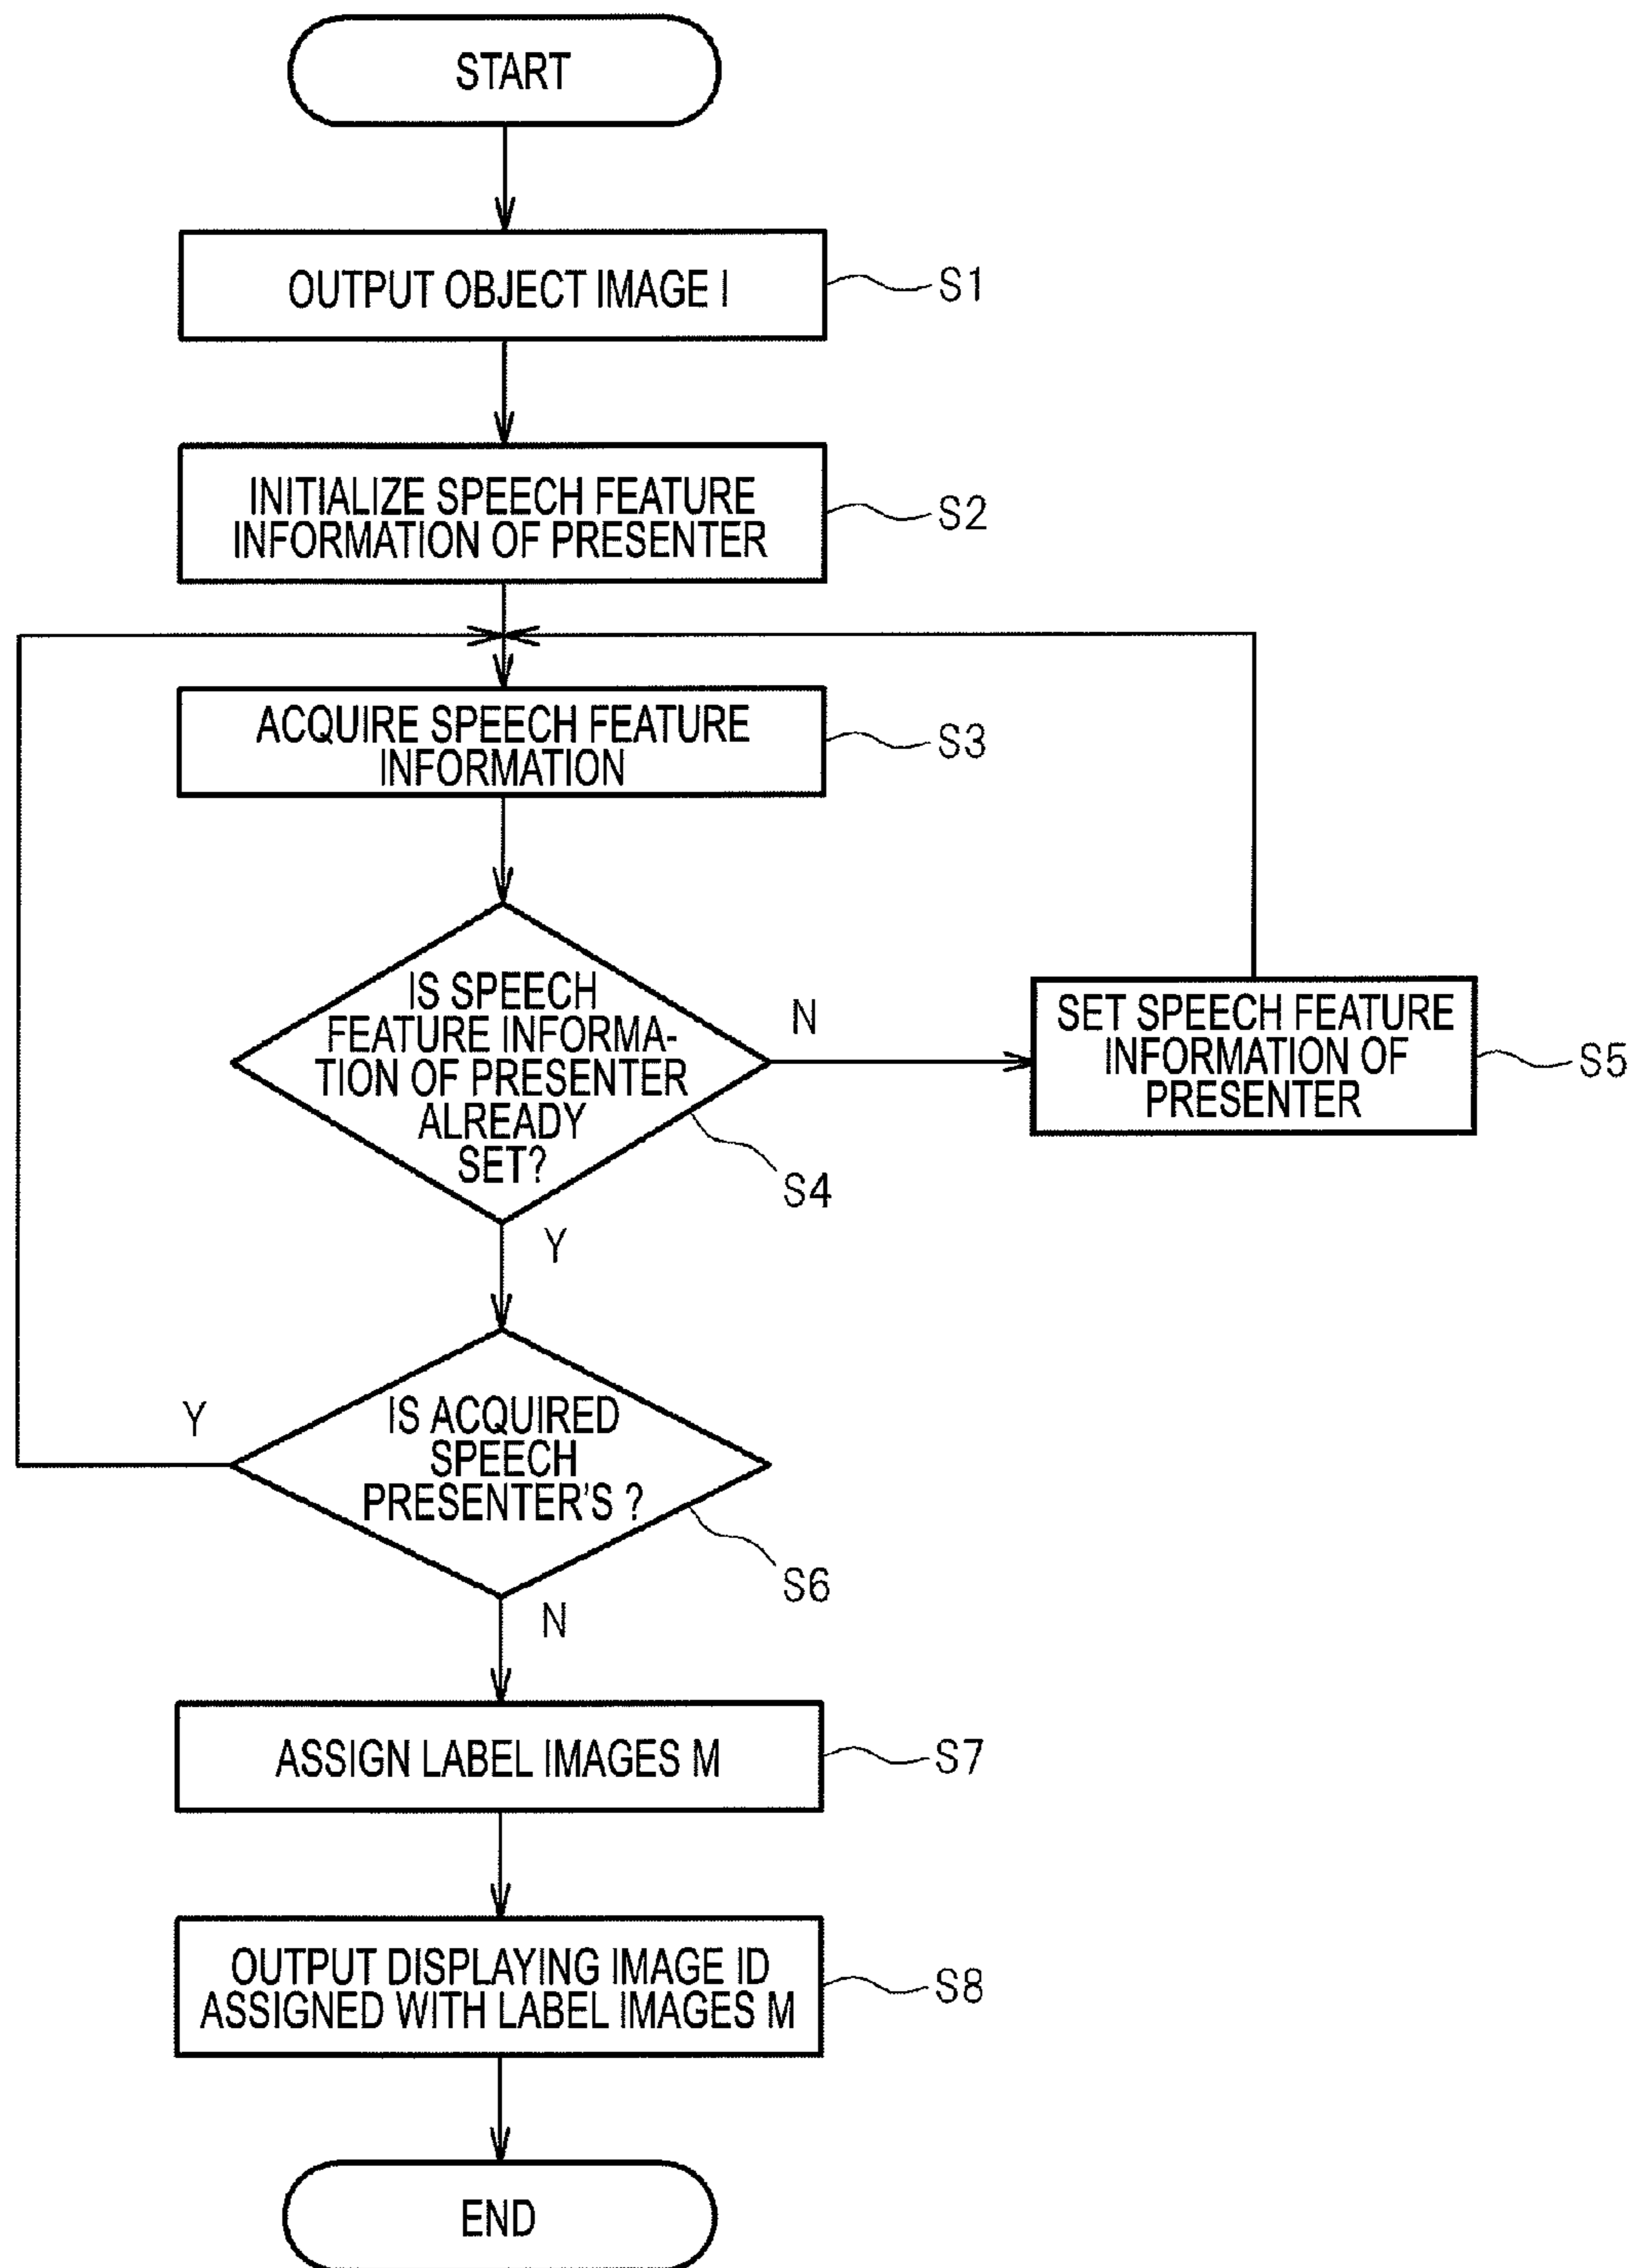 START
OUTPUT OBJECT IMAGE I
S1
INITIALIZE SPEECH FEATURE
INFORMATION OF PRESENTER
S2
ACQUIRE SPEECH FEATURE
INFORMATION
S3
IS SPEECH
FEATURE INFORMA-
TION OF PRESENTER
ALREADY
SET?
S4
N
SET SPEECH FEATURE
INFORMATION OF
PRESENTER
S5
Y
IS ACQUIRED
SPEECH
PRESENTER'S ?
S6
Y
N
ASSIGN LABEL IMAGES M
S7
OUTPUT DISPLAYING IMAGE ID
ASSIGNED WITH LABEL IMAGES M
S8
END